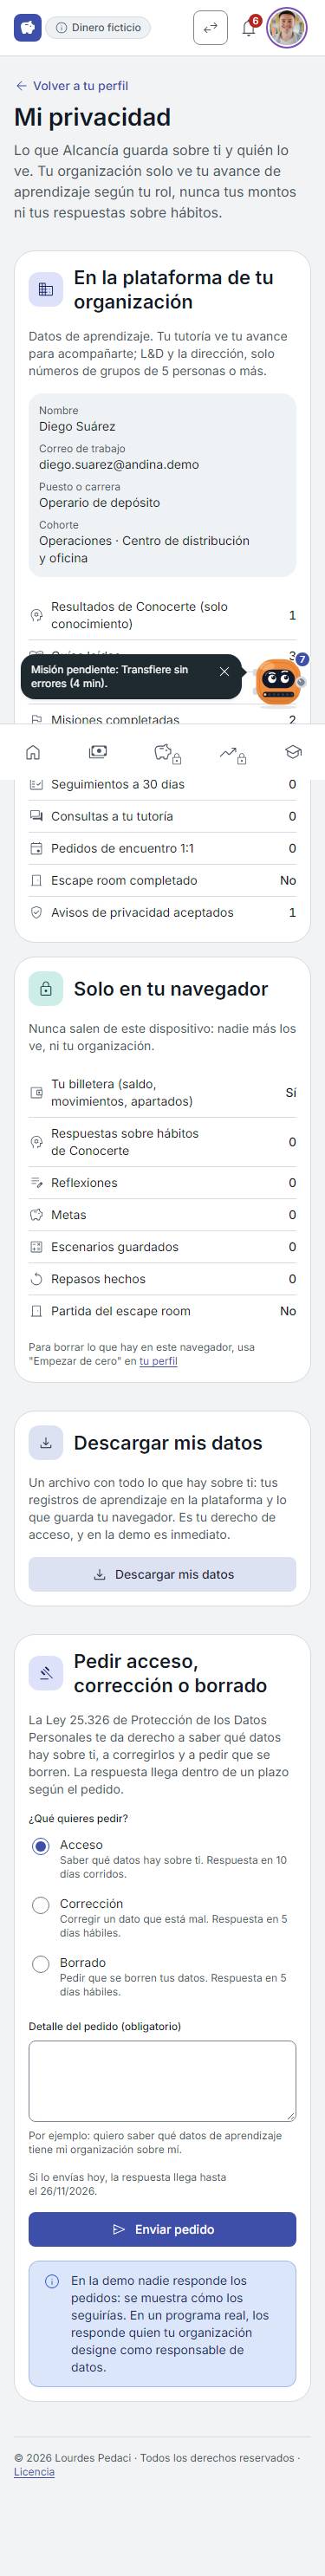 Dinero ficticio
6
Volver a tu perfil
Mi privacidad
Lo que Alcancía guarda sobre ti y quién lo
ve. Tu organización solo ve tu avance de
aprendizaje según tu rol, nunca tus montos
ni tus respuestas sobre hábitos.
En la plataforma de tu
organización
Datos de aprendizaje. Tu tutoría ve tu avance
para acompañarte; L&D y la dirección, solo
números de grupos de 5 personas o más.
Nombre
Diego Suárez
Correo de trabajo
diego.suarez@andina.demo
Puesto o carrera
Operario de depósito
Cohorte
Operaciones · Centro de distribución
y oficina
Resultados de Conocerte (solo
conocimiento) 1
Misión pendiente: Transfiere sin
errores (4 min).
7
Misiones completadas 2
Seguimientos a 30 días 0
Consultas a tu tutoría 0
Pedidos de encuentro 1:1 0
Escape room completado No
Avisos de privacidad aceptados 1
Solo en tu navegador
Nunca salen de este dispositivo: nadie más los
ve, ni tu organización.
Tu billetera (saldo,
movimientos, apartados) Sí
Respuestas sobre hábitos
de Conocerte 0
Reflexiones 0
Metas 0
Escenarios guardados 0
Repasos hechos 0
Partida del escape room No
Para borrar lo que hay en este navegador, usa
"Empezar de cero" en tu perfil
Descargar mis datos
Un archivo con todo lo que hay sobre ti: tus
registros de aprendizaje en la plataforma y lo
que guarda tu navegador. Es tu derecho de
acceso, y en la demo es inmediato.
Descargar mis datos
Pedir acceso,
corrección o borrado
La Ley 25.326 de Protección de los Datos
Personales te da derecho a saber qué datos
hay sobre ti, a corregirlos y a pedir que se
borren. La respuesta llega dentro de un plazo
según el pedido.
¿Qué quieres pedir?
Acceso
Saber qué datos hay sobre ti. Respuesta en 10
días corridos.
Corrección
Corregir un dato que está mal. Respuesta en 5
días hábiles.
Borrado
Pedir que se borren tus datos. Respuesta en 5
días hábiles.
Detalle del pedido (obligatorio)
Por ejemplo: quiero saber qué datos de aprendizaje
tiene mi organización sobre mí.
Si lo envías hoy, la respuesta llega hasta
el 26/11/2026.
Enviar pedido
En la demo nadie responde los
pedidos: se muestra cómo los
seguirías. En un programa real, los
responde quien tu organización
designe como responsable de
datos.
© 2026 Lourdes Pedaci · Todos los derechos reservados ·
Licencia